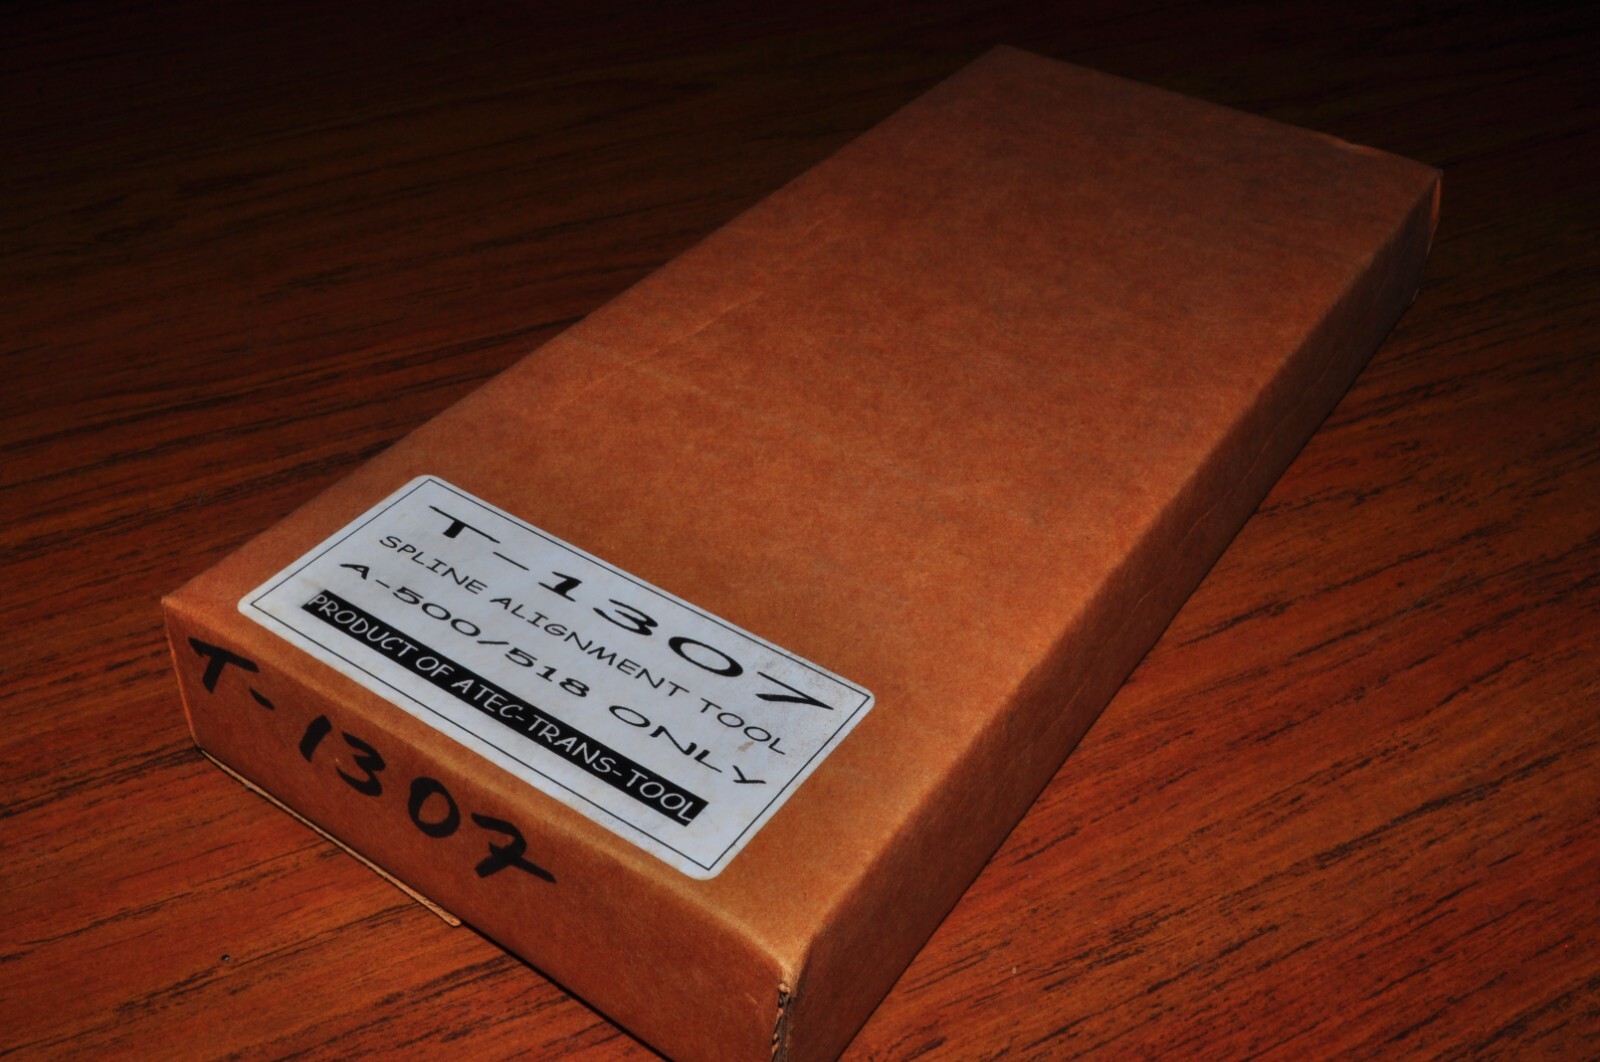 T-1307
SPLINE ALIGNMENT TOOL
A-500/518 ONLY
PRODUCT OF ATEC-TRANS-TOOL
T-1307